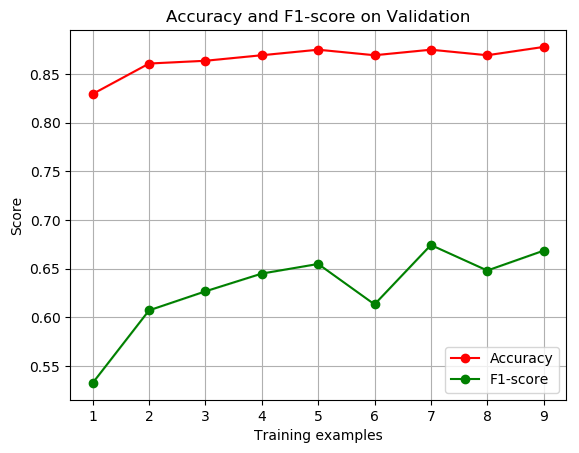 Accuracy and F1-score on Validation
0.85
0.80
0.75
0.70
0.65
0.60
0.55
Score
Accuracy
F1-score
1 2 3 4 5 6 7 8 9
Training examples